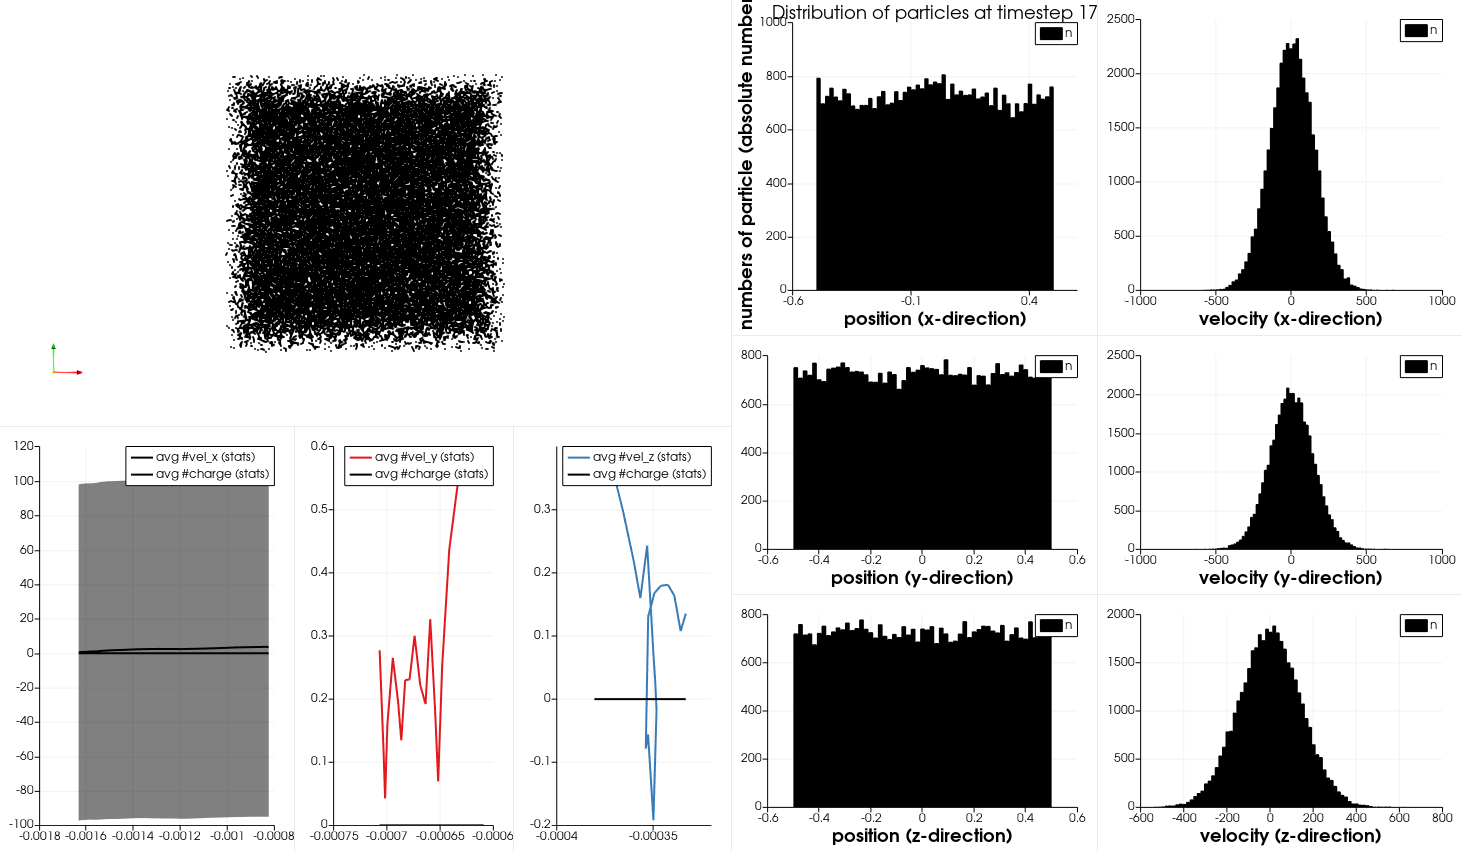 Distribution of particles at timestep 17
numbers of particle (absolute number
1000
800
600
400
200
0
-0.6 -0.1 0.4
position (x-direction)
n
2500
2000
1500
1000
500
0
-1000 -500 0 500 1000
velocity (x-direction)
n
800
600
400
200
0
-0.6 -0.4 -0.2 0 0.2 0.4 0.6
position (y-direction)
n
2500
2000
1500
1000
500
0
-1000 -500 0 500 1000
velocity (y-direction)
n
800
600
400
200
0
-0.6 -0.4 -0.2 0 0.2 0.4 0.6
position (z-direction)
n
2000
1500
1000
500
0
-600 -400 -200 0 200 400 600 800
velocity (z-direction)
n
120
100
80
60
40
20
0
-20
-40
-60
-80
-100
-0.0018 -0.0016 -0.0014 -0.0012 -0.001 -0.0008
avg #vel_x (stats)
avg #charge (stats)
0.6
0.5
0.4
0.3
0.2
0.1
0
-0.00075 -0.0007 -0.00065 -0.0006
avg #vel_y (stats)
avg #charge (stats)
0.3
0.2
0.1
0
-0.1
-0.2
-0.0004 -0.00035
avg #vel_z (stats)
avg #charge (stats)